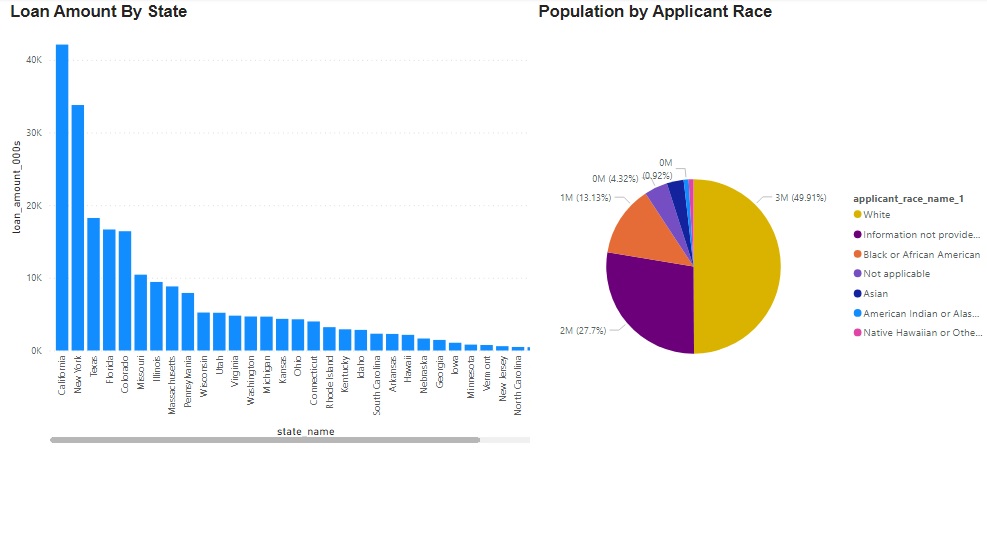 Loan Amount By State
40K
30K
20K
10K
0K
loan_amount_000s
California
New York
Texas
Florida
Colorado
Missouri
Illinois
Massachusetts
Pennsylvania
Wisconsin
Utah
Virginia
Washington
Michigan
Kansas
Ohio
Connecticut
Rhode Island
Kentucky
Idaho
South Carolina
Arkansas
Hawaii
Nebraska
Georgia
Iowa
Minnesota
Vermont
New Jersey
North Carolina
state_name
Population by Applicant Race
0M
(0.92%)
0M (4.32%)
1M (13.13%)
3M (49.91%)
2M (27.7%)
applicant_race_name_1
White
Information not provide...
Black or African American
Not applicable
Asian
American Indian or Alas...
Native Hawaiian or Othe...